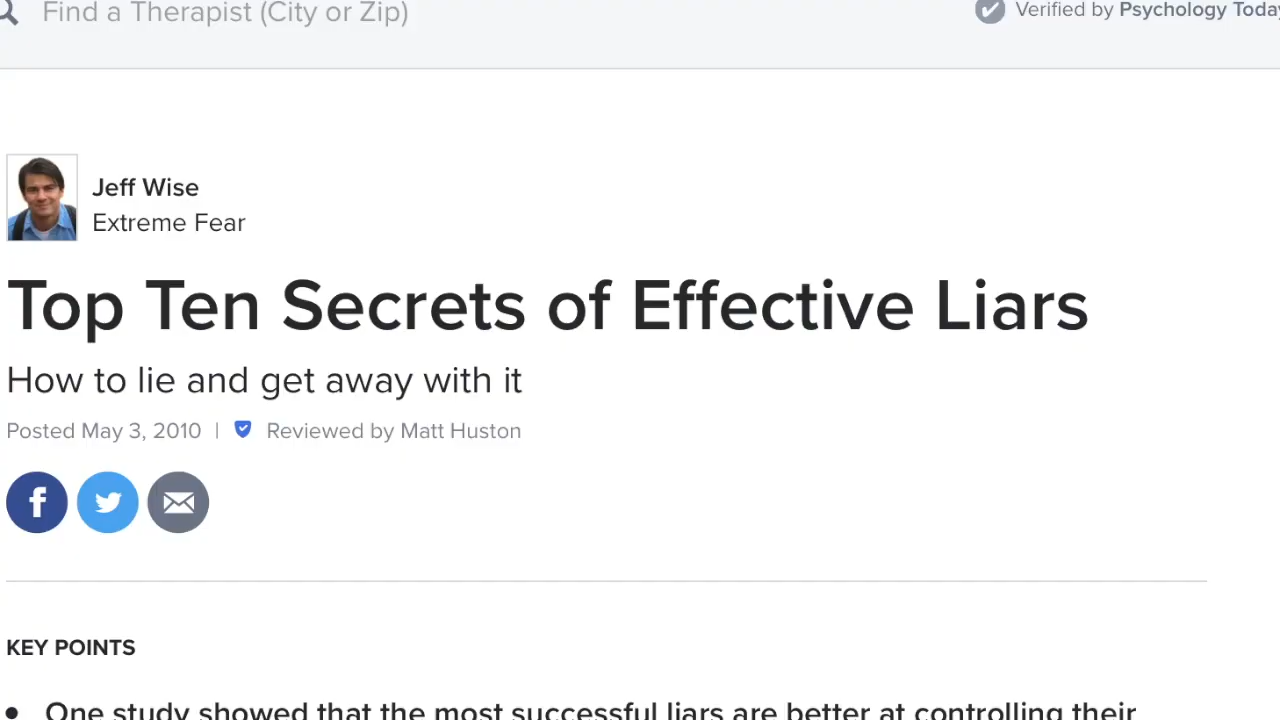 Find a Therapist (City or Zip)
Verified by Psychology Today
Jeff Wise
Extreme Fear
Top Ten Secrets of Effective Liars
How to lie and get away with it
Posted May 3, 2010 | Reviewed by Matt Huston
f
KEY POINTS
• One study showed that the most successful liars are better at controlling their